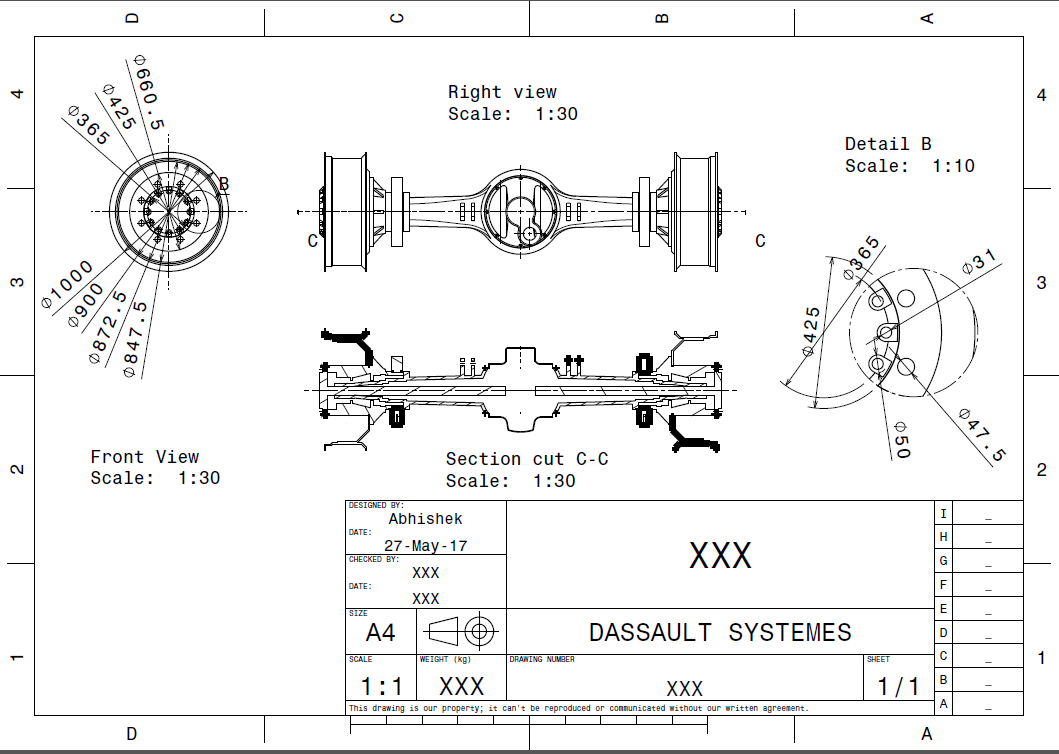 D C B A
4 4
Ø660.5
Ø425
Ø365
B
Right view
Scale: 1:30
Detail B
Scale: 1:10
C C
3 3
Ø1000
Ø900
Ø872.5
Ø847.5
Ø365
Ø31
Ø425
Ø50
Ø47.5
Front View
Scale: 1:30
Section cut C-C
Scale: 1:30
2 2
DESIGNED BY:
Abhishek
DATE:
27-May-17
CHECKED BY:
XXX
DATE:
XXX
XXX
SIZE
A4
DASSAULT SYSTEMES
SCALE
1:1
WEIGHT (kg)
XXX
DRAWING NUMBER
XXX
SHEET
1/1
This drawing is our property; it can't be reproduced or communicated without our written agreement.
I _
H _
G _
F _
E _
D _
C _
B _
A _
1 1
D B A